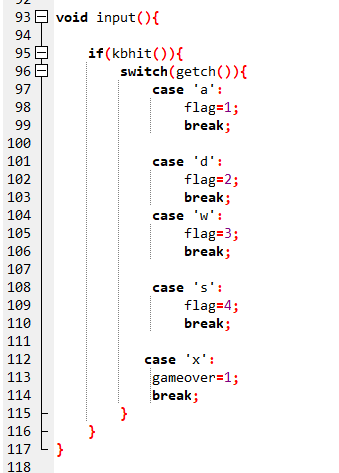 93 void input(){
94
95 if(kbhit()){
96 switch(getch()){
97 case 'a':
98 flag=1;
99 break;
100
101 case 'd':
102 flag=2;
103 break;
104 case 'w':
105 flag=3;
106 break;
107
108 case 's':
109 flag=4;
110 break;
111
112 case 'x':
113 gameover=1;
114 break;
115 }
116 }
117 }
118